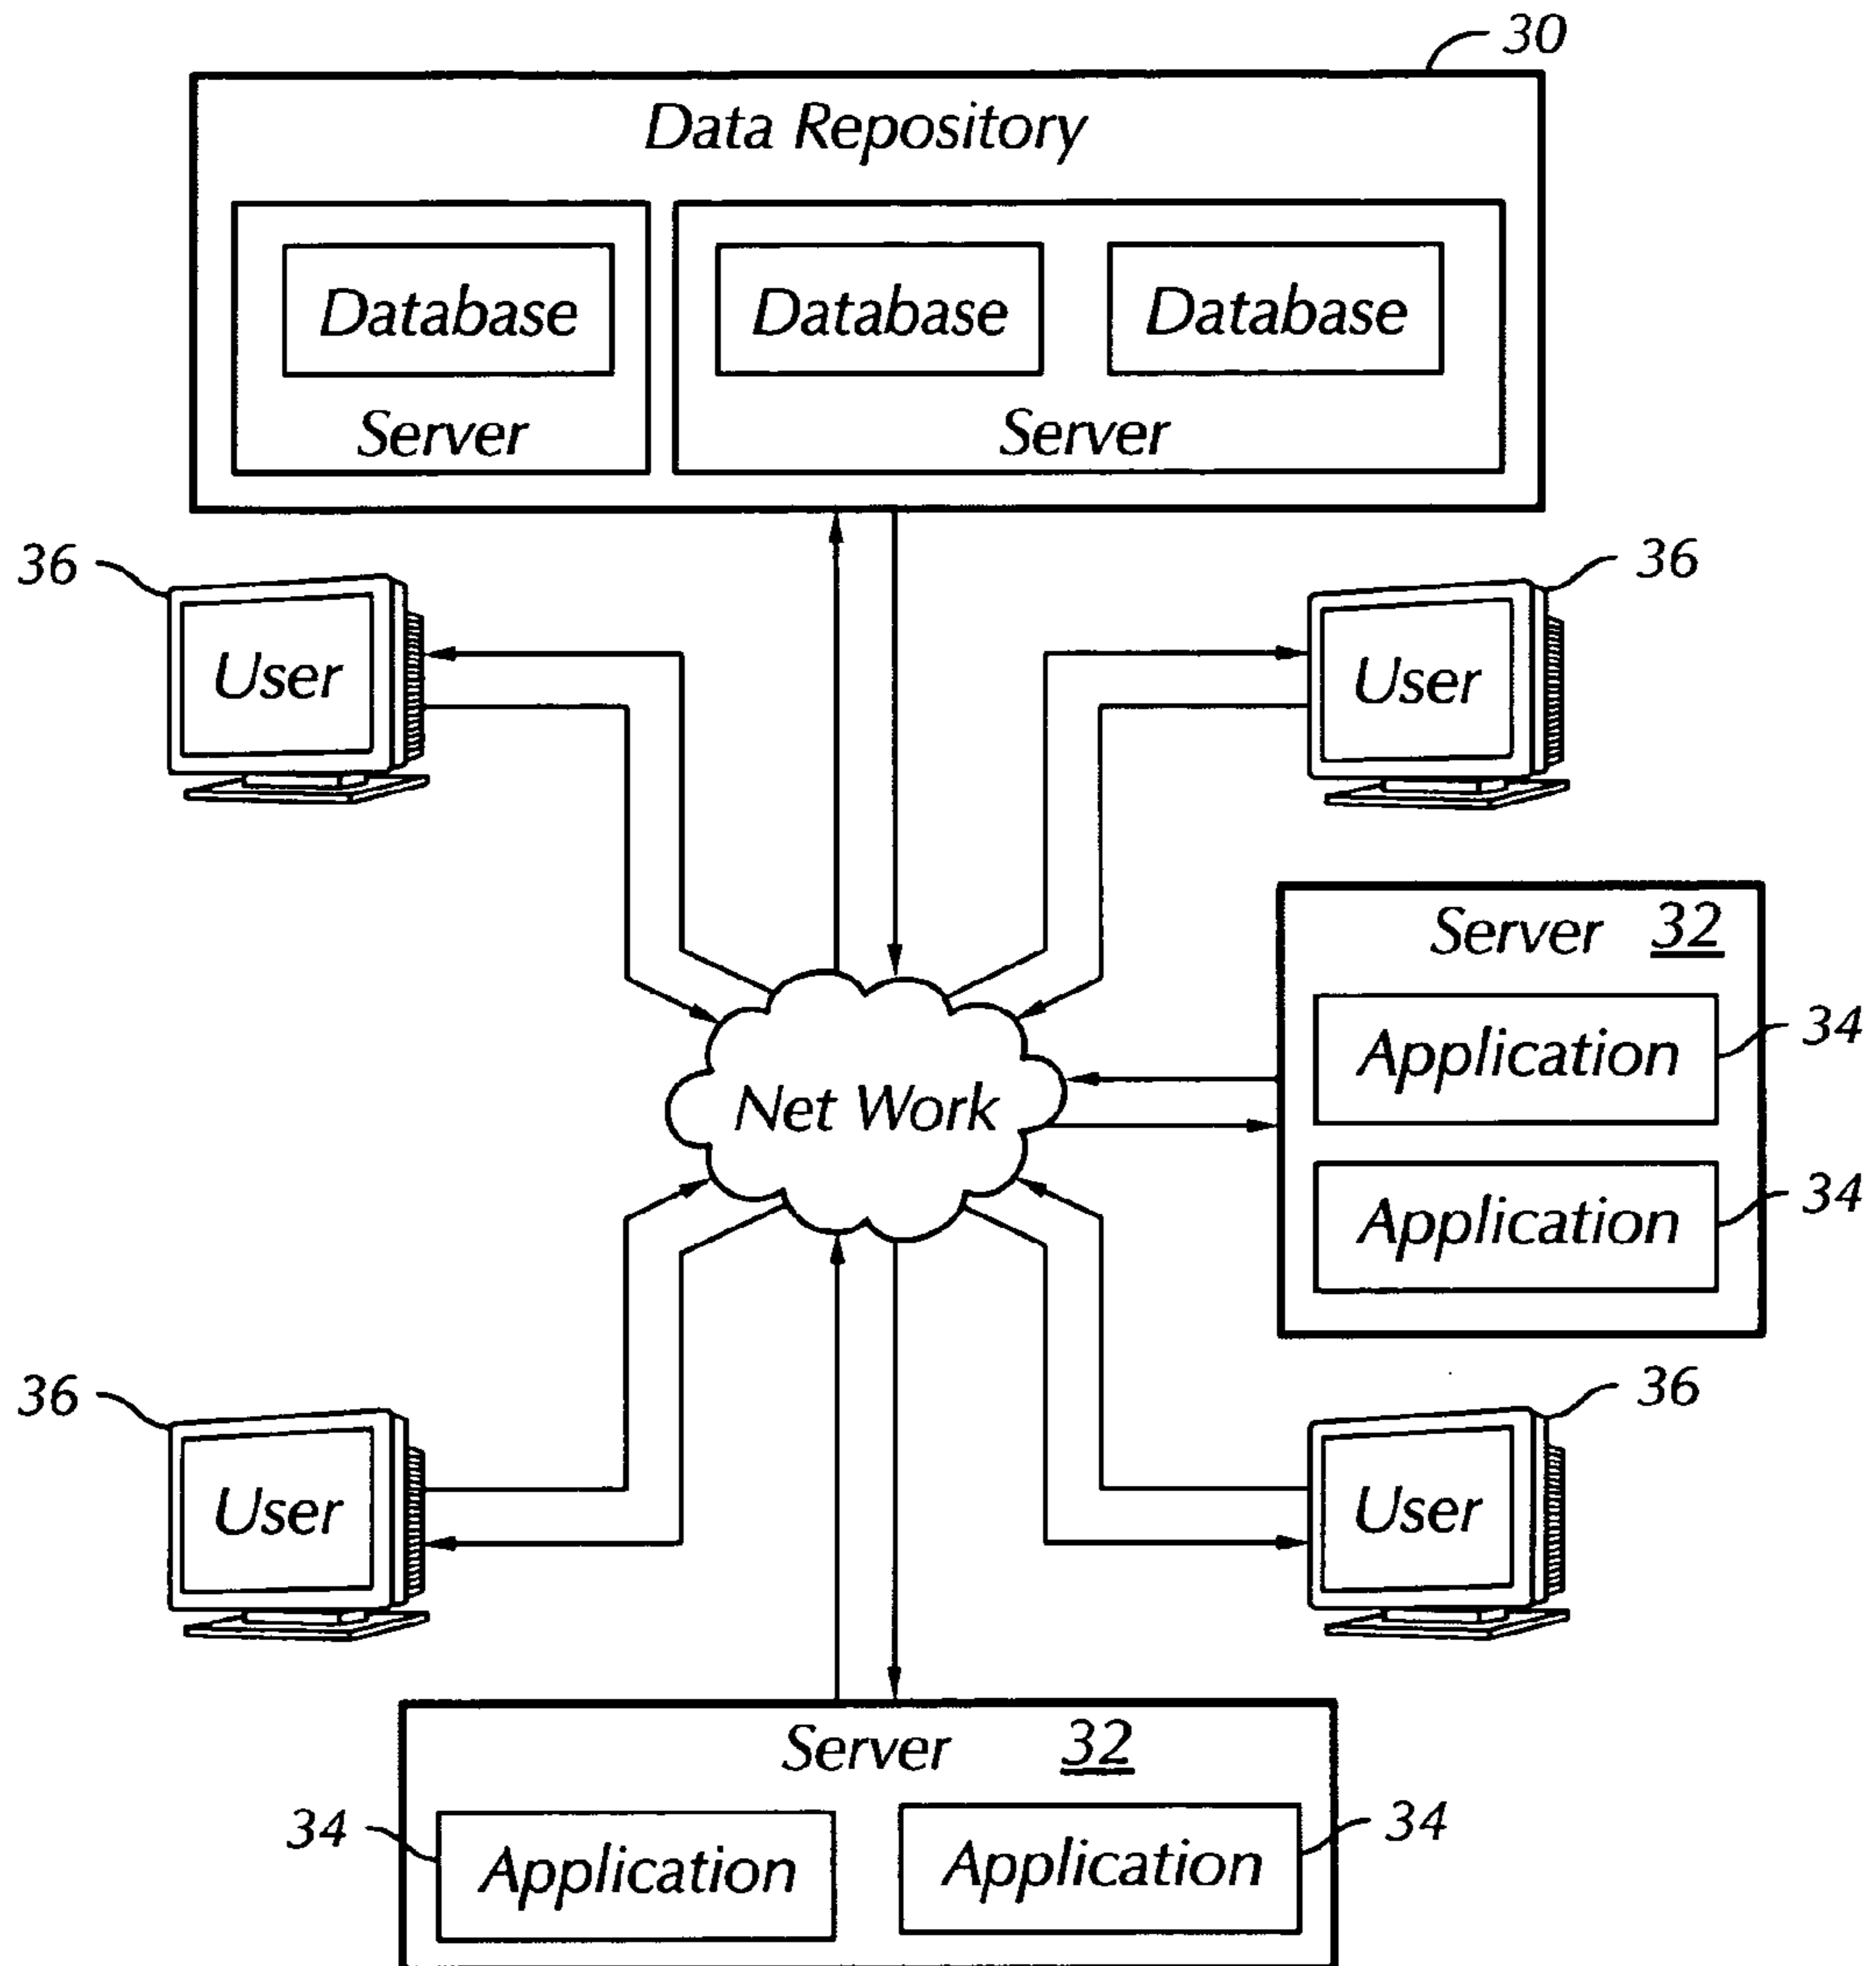 30
Data Repository
Database
Database
Database
Server
Server
36
36
User
User
Server 32
Application
34
Net Work
Application
34
36
36
User
User
Server 32
34
Application
Application
34